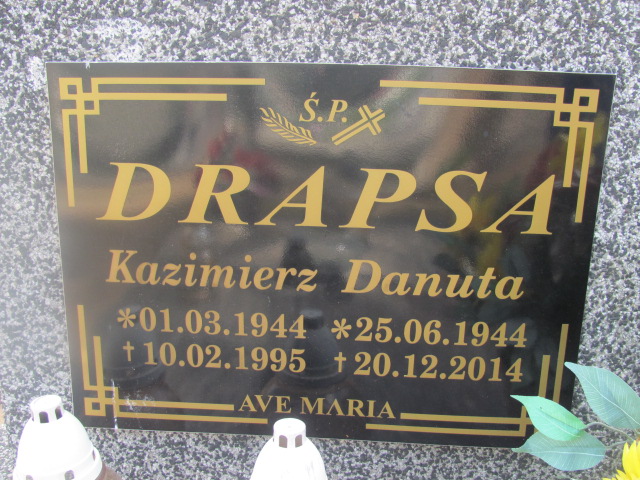 Ś.P.
DRAPSA
Kazimierz Danuta
*01.03.1944 *25.06.1944
†10.02.1995 †20.12.2014
AVE MARIA